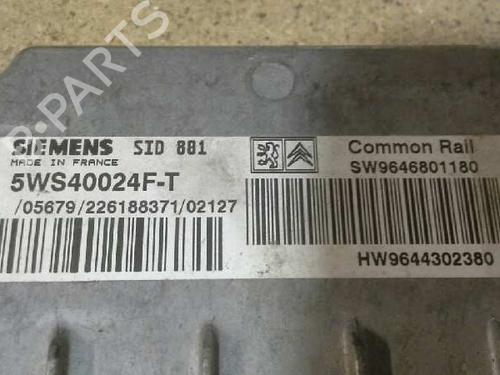 SIEMENS SID 801
MADE IN FRANCE
5WS40024F-T
/05679/226188371/02127
Common Rail
SW9646801180
HW9644302380
B-PARTS